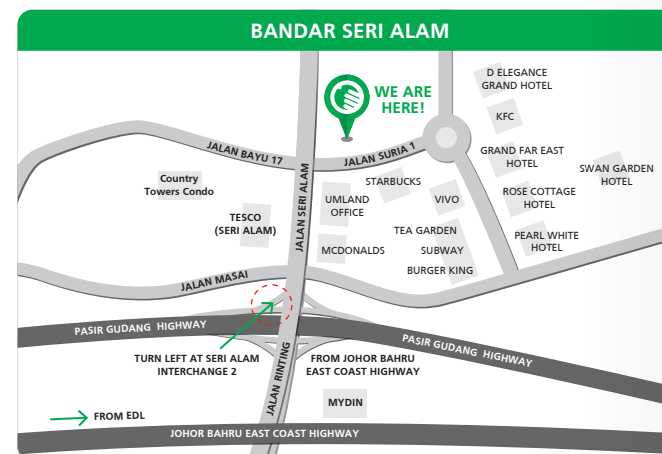 BANDAR SERI ALAM
D ELEGANCE
GRAND HOTEL
WE ARE
HERE!
KFC
JALAN BAYU 17
JALAN SURIA 1
GRAND FAR EAST
HOTEL
SWAN GARDEN
HOTEL
Country
Towers Condo
STARBUCKS
JALAN SERI ALAM
UMLAND
OFFICE
VIVO
ROSE COTTAGE
HOTEL
TESCO
(SERI ALAM)
TEA GARDEN
SUBWAY
BURGER KING
PEARL WHITE
HOTEL
MCDONALDS
JALAN MASAI
PASIR GUDANG HIGHWAY
PASIR GUDANG HIGHWAY
TURN LEFT AT SERI ALAM
INTERCHANGE 2
FROM JOHOR BAHRU
EAST COAST HIGHWAY
JALAN RINTING
MYDIN
FROM EDL
JOHOR BAHRU EAST COAST HIGHWAY